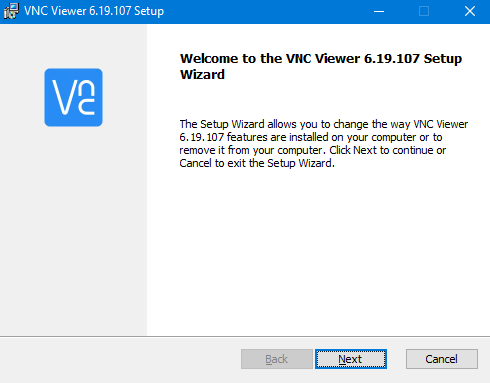 VNC Viewer 6.19.107 Setup
Welcome to the VNC Viewer 6.19.107 Setup
Wizard
Vnc
The Setup Wizard allows you to change the way VNC Viewer
6.19.107 features are installed on your computer or to
remove it from your computer. Click Next to continue or
Cancel to exit the Setup Wizard.
Back
Next
Cancel